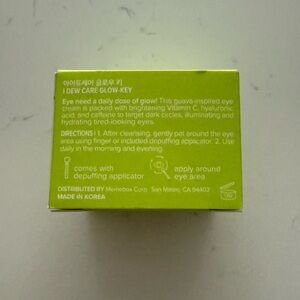 아이듀케어 글로우 키
I DEW CARE GLOW-KEY
Eye need a daily dose of glow! This guava-inspired eye
cream is packed with brightening Vitamin C, hyaluronic
acid, and caffeine to target dark circles, illuminating and
hydrating tired-looking eyes.
DIRECTIONS | 1. After cleansing, gently pat around the eye
area using finger or included depuffing applicator. 2. Use
daily in the morning and evening.
comes with
depuffing applicator
apply around
eye area
DISTRIBUTED BY Memebox Corp. San Mateo, CA 94403
MADE IN KOREA